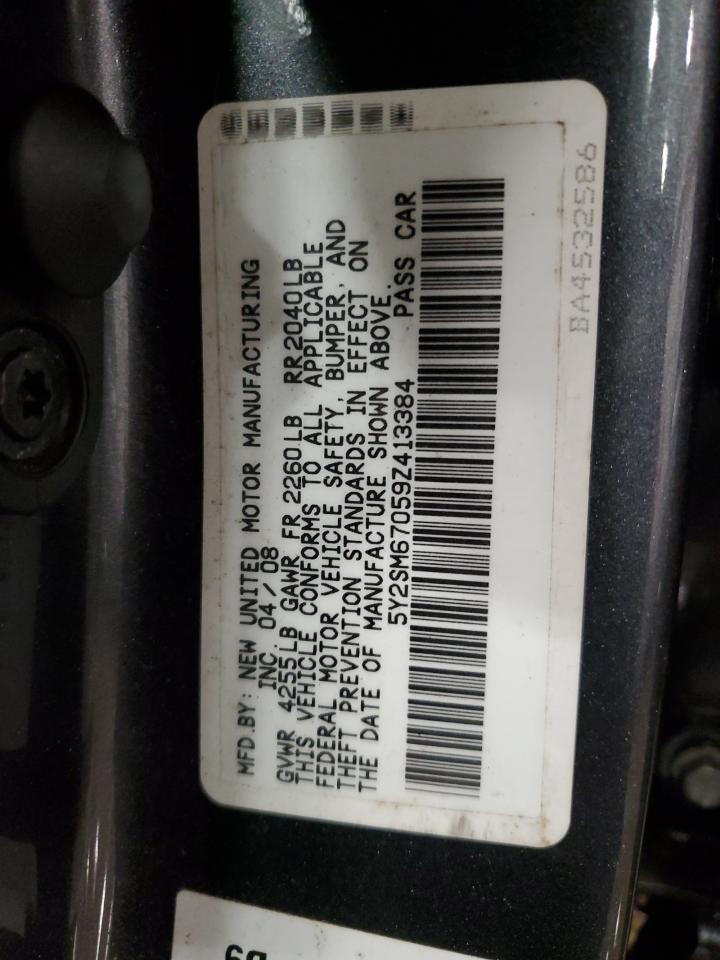 MFD.BY: NEW UNITED MOTOR MANUFACTURING
INC. 04/08
GVWR 4255LB GAWR FR 2260LB RR2040LB
THIS VEHICLE CONFORMS TO ALL APPLICABLE
FEDERAL MOTOR VEHICLE SAFETY, BUMPER, AND
THEFT PREVENTION STANDARDS IN EFFECT ON
THE DATE OF MANUFACTURE SHOWN ABOVE.
5Y2SM67059Z413384 PASS CAR
BA4532586